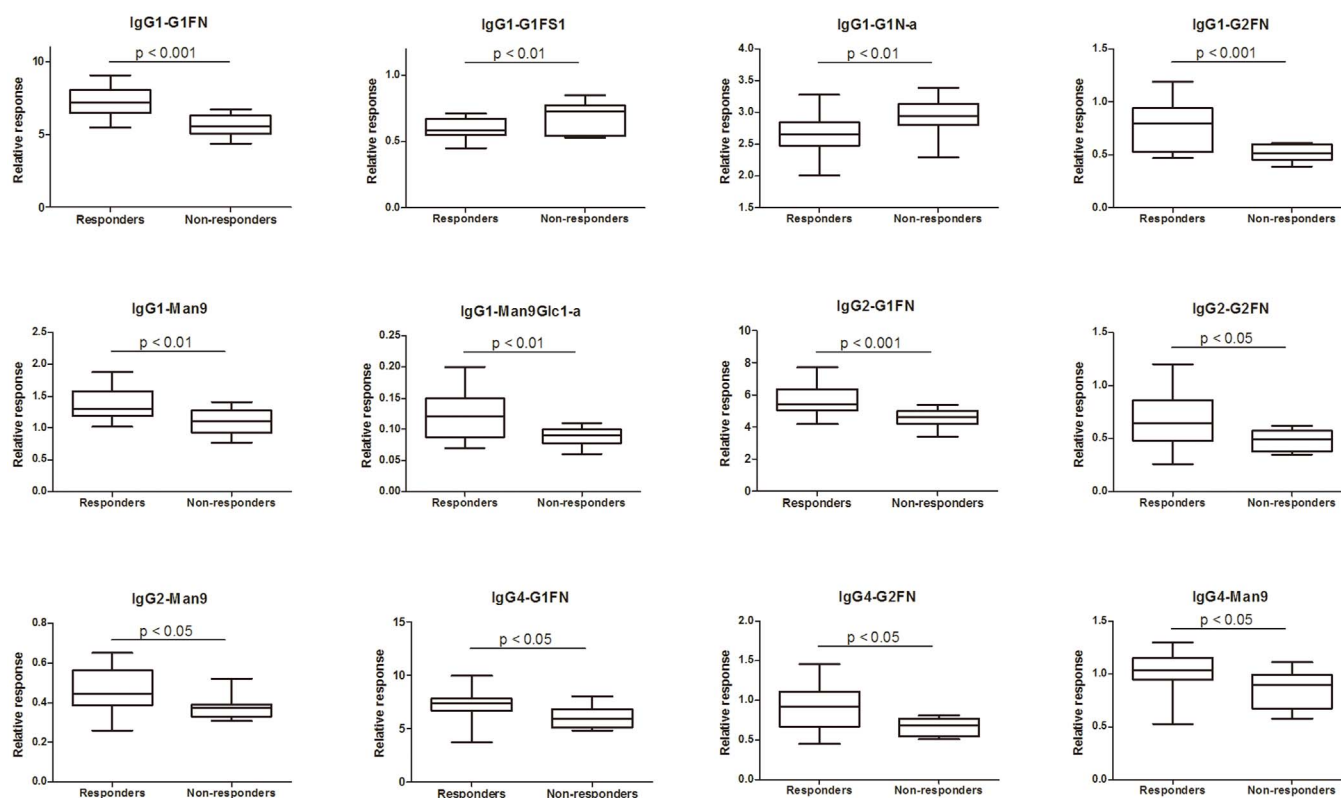 IgG1-G1FN
p < 0.001
10
5
0
Relative response
Responders
Non-responders
IgG1-G1FS1
p < 0.01
1.0
0.5
0.0
Relative response
Responders
Non-responders
IgG1-G1N-a
p < 0.01
4.0
3.5
3.0
2.5
2.0
1.5
Relative response
Responders
Non-responders
IgG1-G2FN
p < 0.001
1.5
1.0
0.5
0.0
Relative response
Responders
Non-responders
IgG1-Man9
p < 0.01
2.5
2.0
1.5
1.0
0.5
0.0
Relative response
Responders
Non-responders
IgG1-Man9Glc1-a
p < 0.01
0.25
0.20
0.15
0.10
0.05
0.00
Relative response
Responders
Non-responders
IgG2-G1FN
p < 0.001
10
8
6
4
2
0
Relative response
Responders
Non-responders
IgG2-G2FN
p < 0.05
1.5
1.0
0.5
0.0
Relative response
Responders
Non-responders
IgG2-Man9
p < 0.05
0.8
0.6
0.4
0.2
0.0
Relative response
Responders
Non-responders
IgG4-G1FN
p < 0.05
15
10
5
0
Relative response
Responders
Non-responders
IgG4-G2FN
p < 0.05
2.0
1.5
1.0
0.5
0.0
Relative response
Responders
Non-responders
IgG4-Man9
p < 0.05
1.5
1.0
0.5
0.0
Relative response
Responders
Non-responders